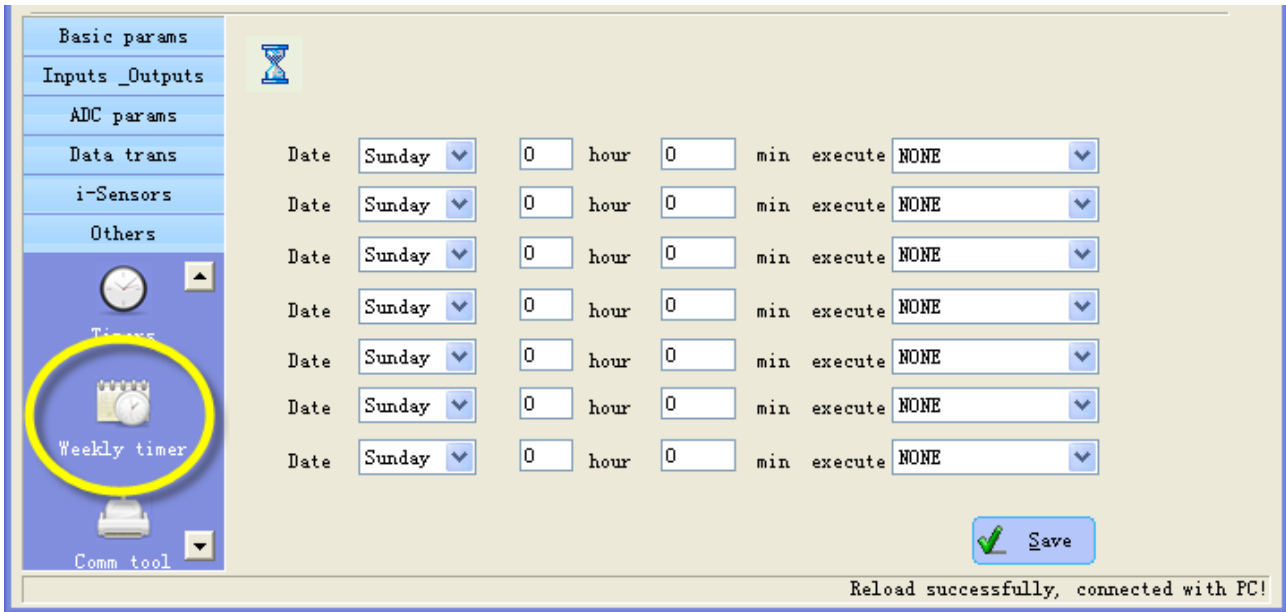 Basic params
Inputs _Outputs
ADC params
Data trans
i-Sensors
Others
Timers
Weekly timer
Comm tool
Date Sunday 0 hour 0 min execute NONE
Date Sunday 0 hour 0 min execute NONE
Date Sunday 0 hour 0 min execute NONE
Date Sunday 0 hour 0 min execute NONE
Date Sunday 0 hour 0 min execute NONE
Date Sunday 0 hour 0 min execute NONE
Date Sunday 0 hour 0 min execute NONE
Save
Reload successfully, connected with PC!